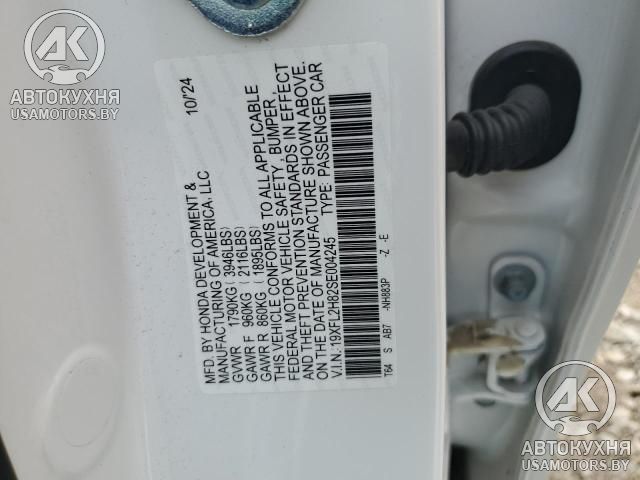 MFD. BY HONDA DEVELOPMENT & 10/'24
MANUFACTURING OF AMERICA, LLC
GVWR 1790KG (3946LBS)
GAWR F 960KG (2116LBS)
GAWR R 860KG (1895LBS)
THIS VEHICLE CONFORMS TO ALL APPLICABLE
FEDERAL MOTOR VEHICLE SAFETY, BUMPER,
AND THEFT PREVENTION STANDARDS IN EFFECT
ON THE DATE OF MANUFACTURE SHOWN ABOVE.
V.I.N.: 19XFL2H82SE004245 TYPE: PASSENGER CAR
T64 S AB7 -NH883P -Z -E
АК
АВТОКУХНЯ
USAMOTORS.BY
АК
АВТОКУХНЯ
USAMOTORS.BY